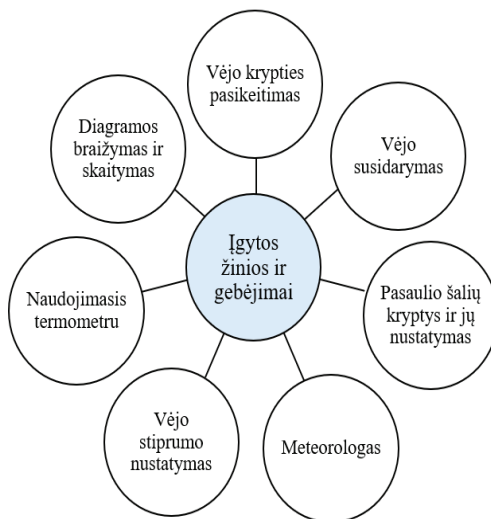 Vėjo krypties
pasikeitimas
Vėjo
susidarymas
Pasaulio šalių
kryptys ir jų
nustatymas
Meteorologas
Vėjo
stiprumo
nustatymas
Naudojimasis
termometru
Diagramos
braižymas ir
skaitymas
Įgytos
žinios ir
gebėjimai